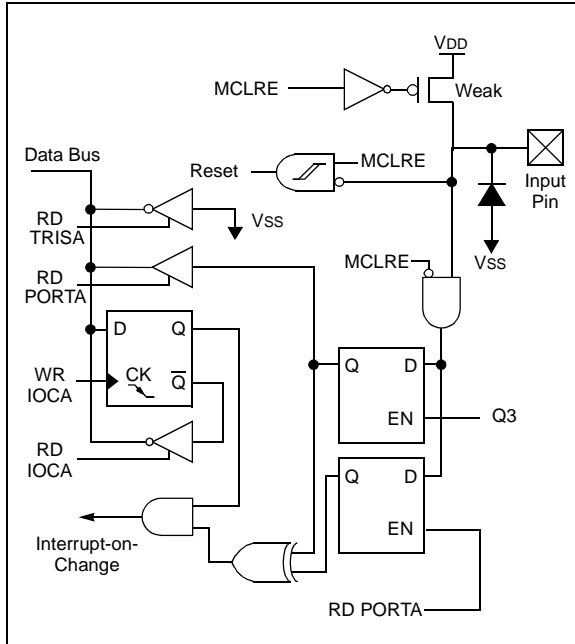 VDD
MCLRE
Weak
Data Bus
Reset
MCLRE
Input
Pin
RD
TRISA
VSS
VSS
RD
PORTA
MCLRE
D
Q
Q
D
WR
IOCA
CK
Q̅
EN
Q3
RD
IOCA
Q
D
EN
Interrupt-on-
Change
RD PORTA